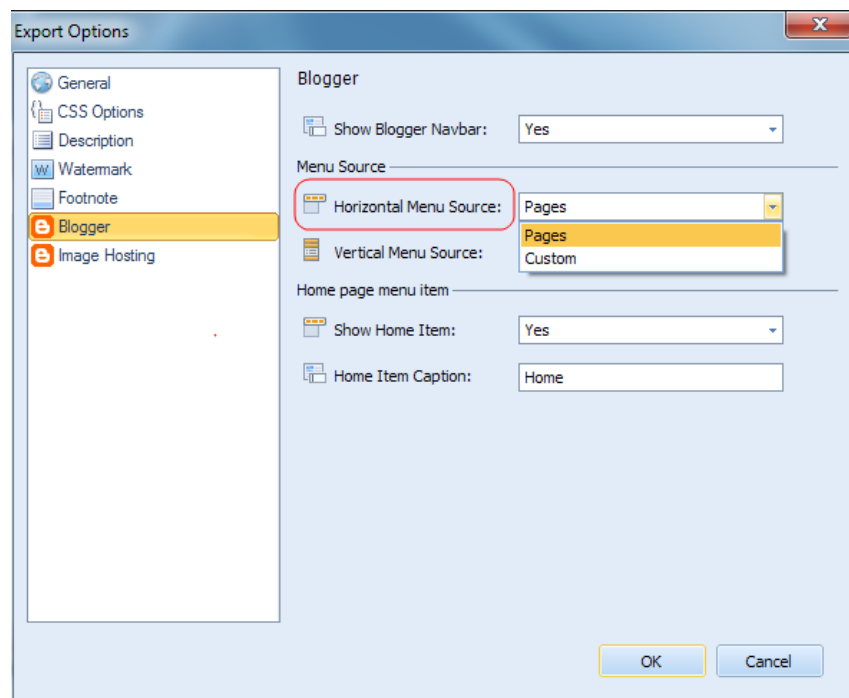 Export Options
General
CSS Options
Description
Watermark
Footnote
Blogger
Image Hosting
Blogger
Show Blogger Navbar: Yes
Menu Source
Horizontal Menu Source: Pages
Pages
Custom
Vertical Menu Source:
Home page menu item
Show Home Item: Yes
Home Item Caption: Home
OK Cancel